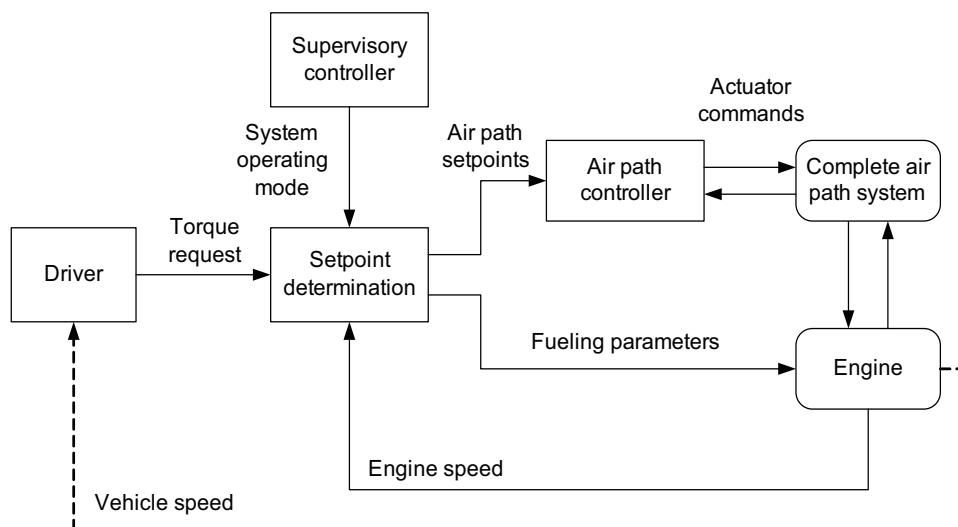 Supervisory
controller
Actuator
commands
System
operating
mode
Air path
setpoints
Air path
controller
Complete air
path system
Torque
request
Driver
Setpoint
determination
Fueling parameters
Engine
Engine speed
Vehicle speed